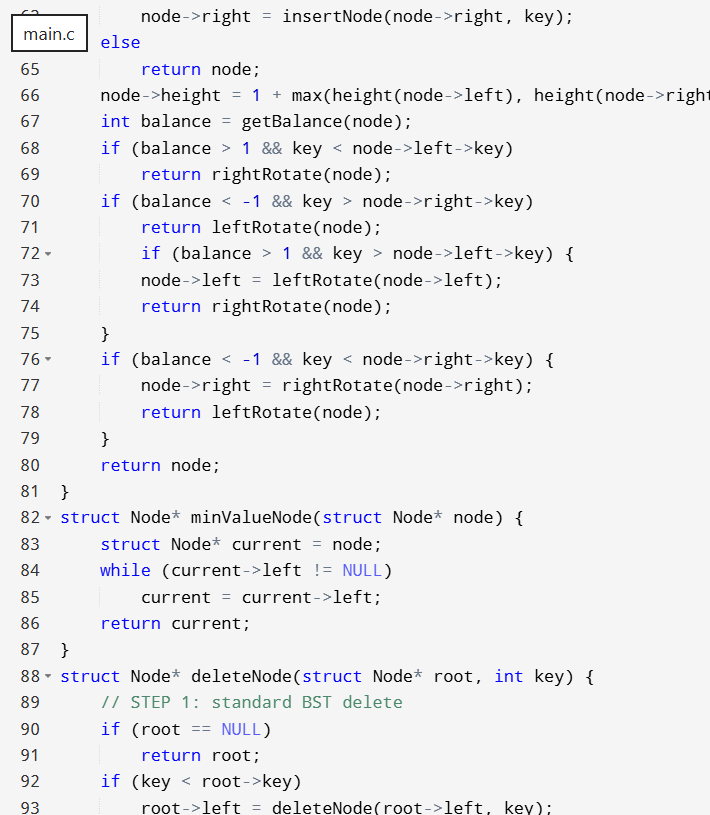 node->right = insertNode(node->right, key);
main.c
else
65 return node;
66 node->height = 1 + max(height(node->left), height(node->right
67 int balance = getBalance(node);
68 if (balance > 1 && key < node->left->key)
69 return rightRotate(node);
70 if (balance < -1 && key > node->right->key)
71 return leftRotate(node);
72 if (balance > 1 && key > node->left->key) {
73 node->left = leftRotate(node->left);
74 return rightRotate(node);
75 }
76 if (balance < -1 && key < node->right->key) {
77 node->right = rightRotate(node->right);
78 return leftRotate(node);
79 }
80 return node;
81 }
82 struct Node* minValueNode(struct Node* node) {
83 struct Node* current = node;
84 while (current->left != NULL)
85 current = current->left;
86 return current;
87 }
88 struct Node* deleteNode(struct Node* root, int key) {
89 // STEP 1: standard BST delete
90 if (root == NULL)
91 return root;
92 if (key < root->key)
93 root->left = deleteNode(root->left, key);